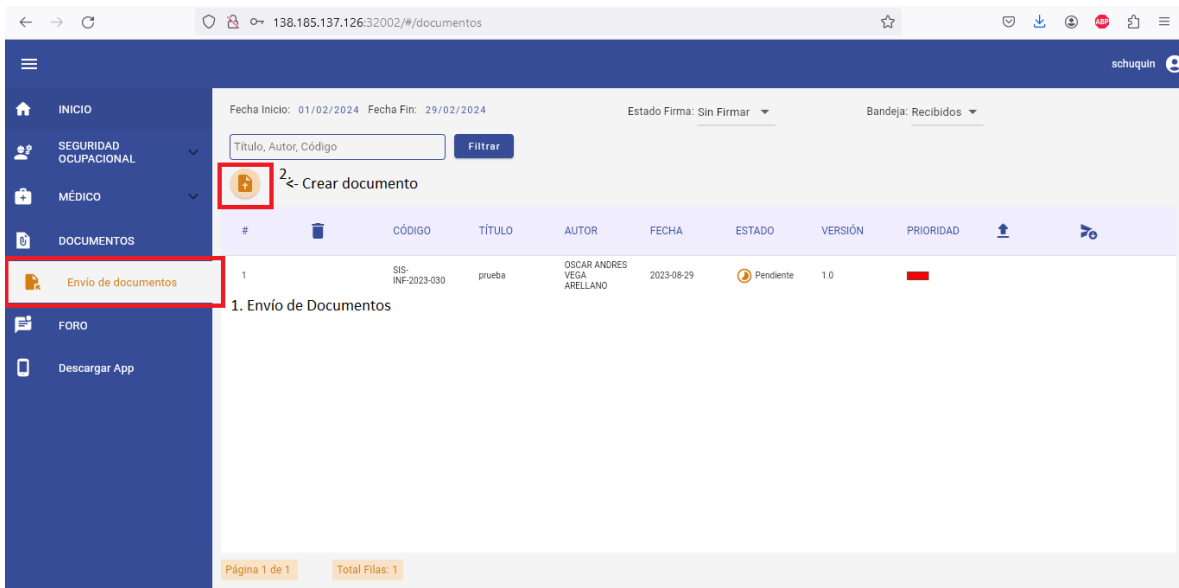 138.185.137.126:32002/#/documentos
ABP
schuquin
INICIO
SEGURIDAD
OCUPACIONAL
MÉDICO
DOCUMENTOS
Envío de documentos
FORO
Descargar App
Fecha Inicio: 01/02/2024 Fecha Fin: 29/02/2024
Estado Firma: Sin Firmar
Bandeja: Recibidos
Título, Autor, Código
Filtrar
2.
<- Crear documento
# CÓDIGO TÍTULO AUTOR FECHA ESTADO VERSIÓN PRIORIDAD
1 SIS-INF-2023-030 prueba OSCAR ANDRES VEGA ARELLANO 2023-08-29 Pendiente 1.0
1. Envío de Documentos
Página 1 de 1 Total Filas: 1